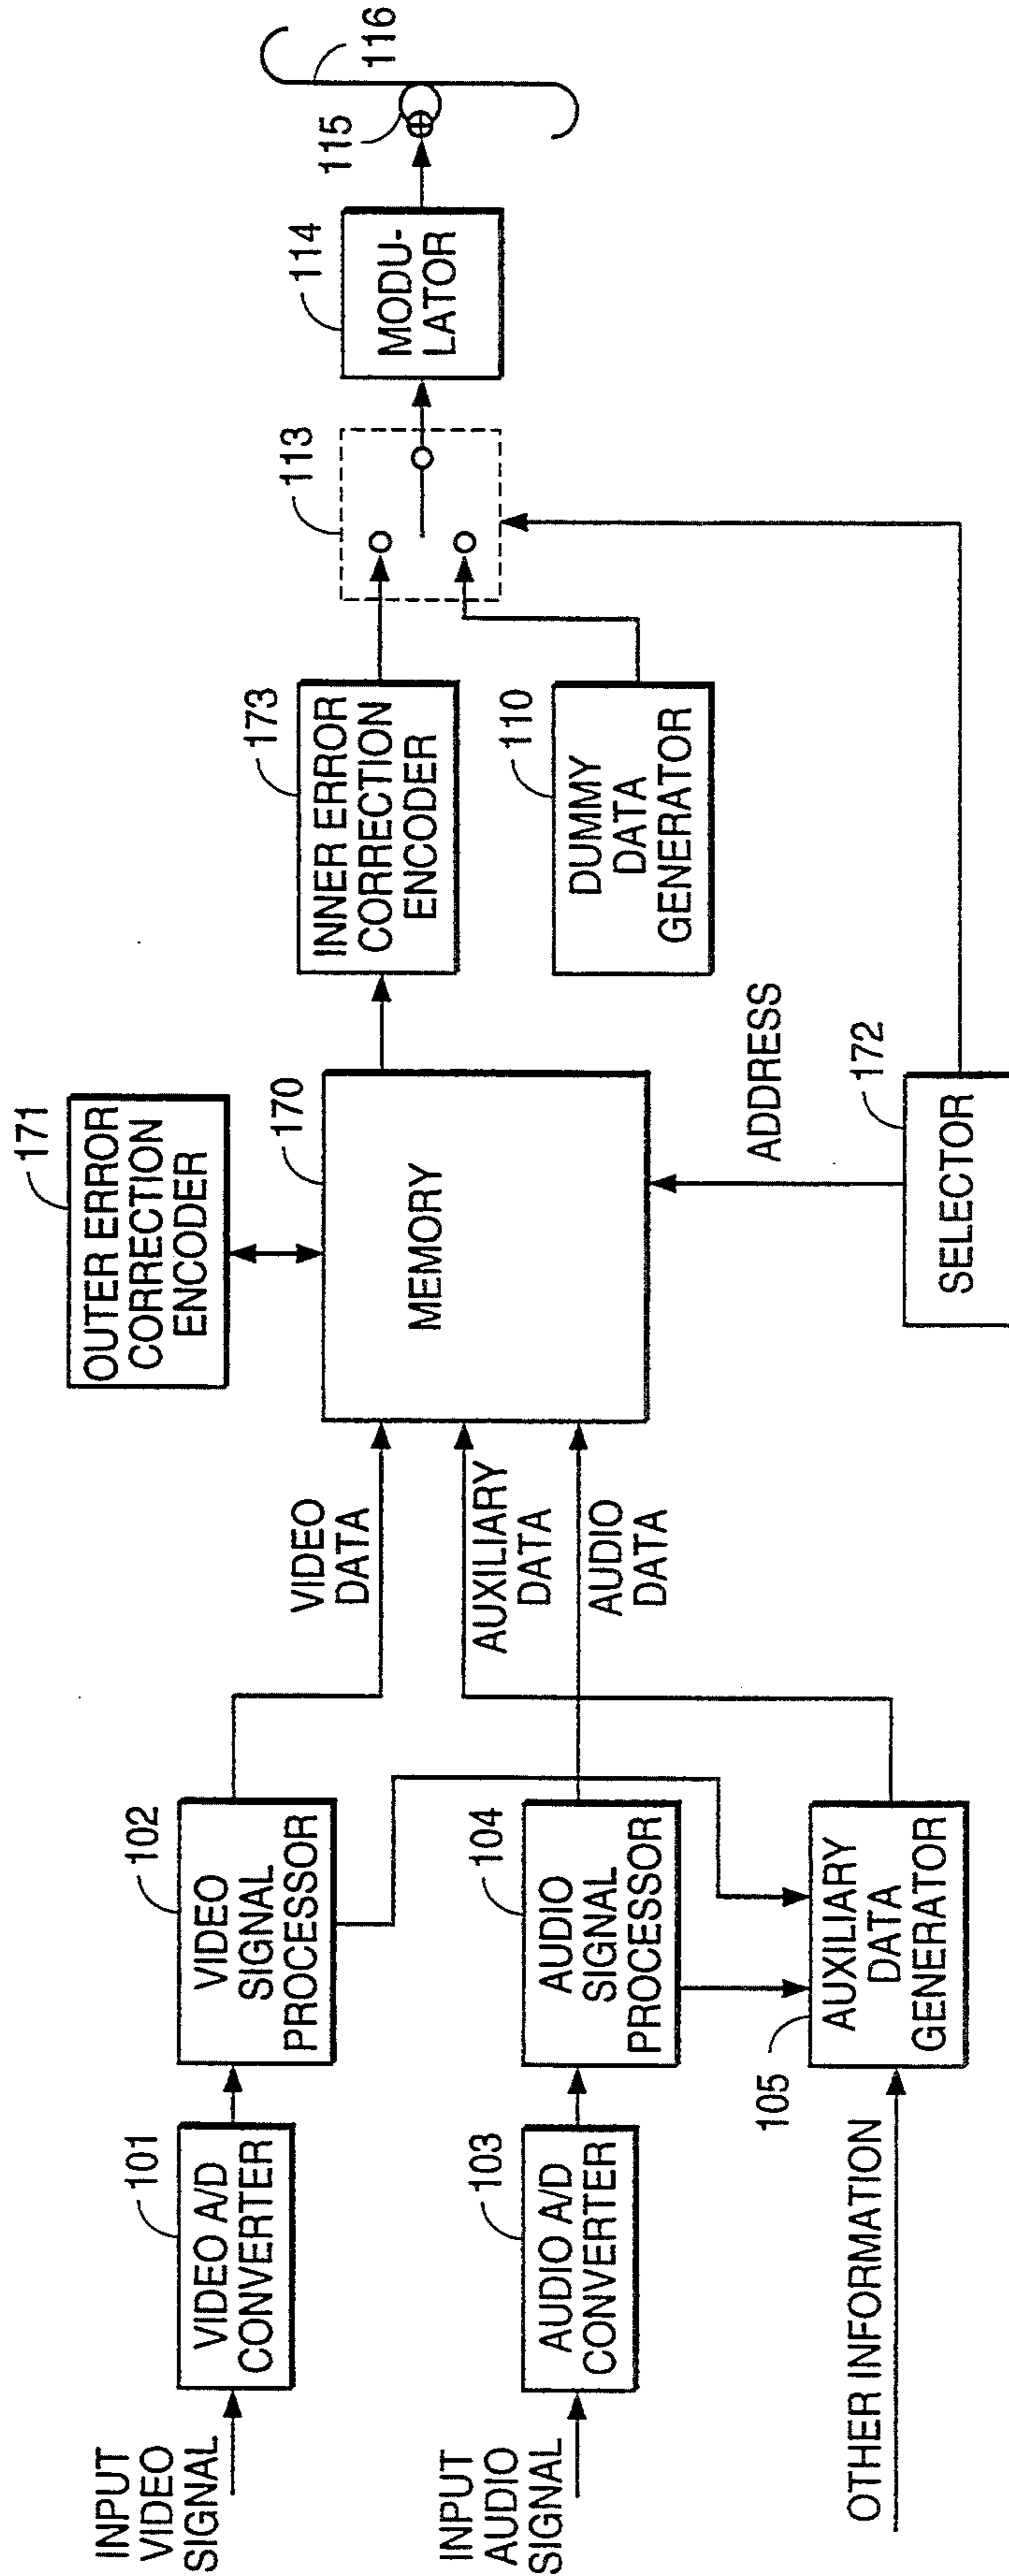 INPUT
VIDEO
SIGNAL
101
VIDEO A/D
CONVERTER
102
VIDEO
SIGNAL
PROCESSOR
INPUT
AUDIO
SIGNAL
103
AUDIO A/D
CONVERTER
104
AUDIO
SIGNAL
PROCESSOR
OTHER INFORMATION
105
AUXILIARY
DATA
GENERATOR
VIDEO
DATA
AUXILIARY
DATA
AUDIO
DATA
171
OUTER ERROR
CORRECTION
ENCODER
170
MEMORY
ADDRESS
172
SELECTOR
173
INNER ERROR
CORRECTION
ENCODER
110
DUMMY
DATA
GENERATOR
113
114
MODU-
LATOR
115
116